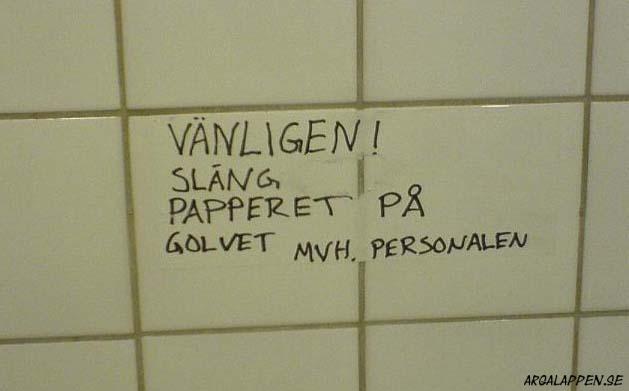 VÄNLIGEN!
SLÄNG
PAPPERET PÅ
GOLVET MVH. PERSONALEN
ARGALAPPEN.SE